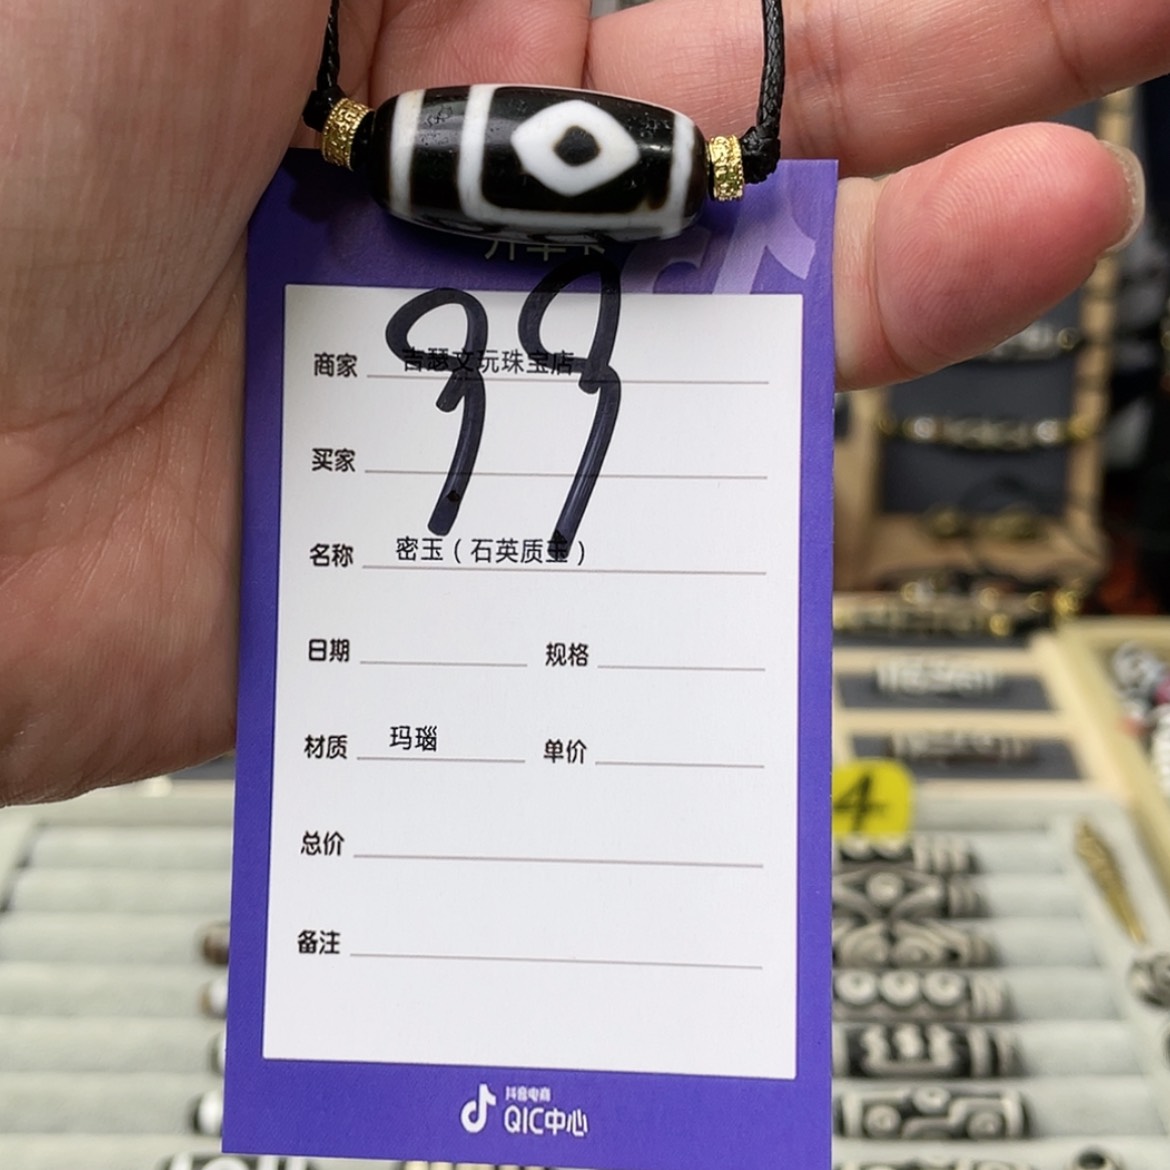 99
商家 吉瑟文玩珠宝店
买家
名称 密玉（石英质玉）
日期 规格
材质 玛瑙 单价
总价
备注
抖音电商
QIC中心
4